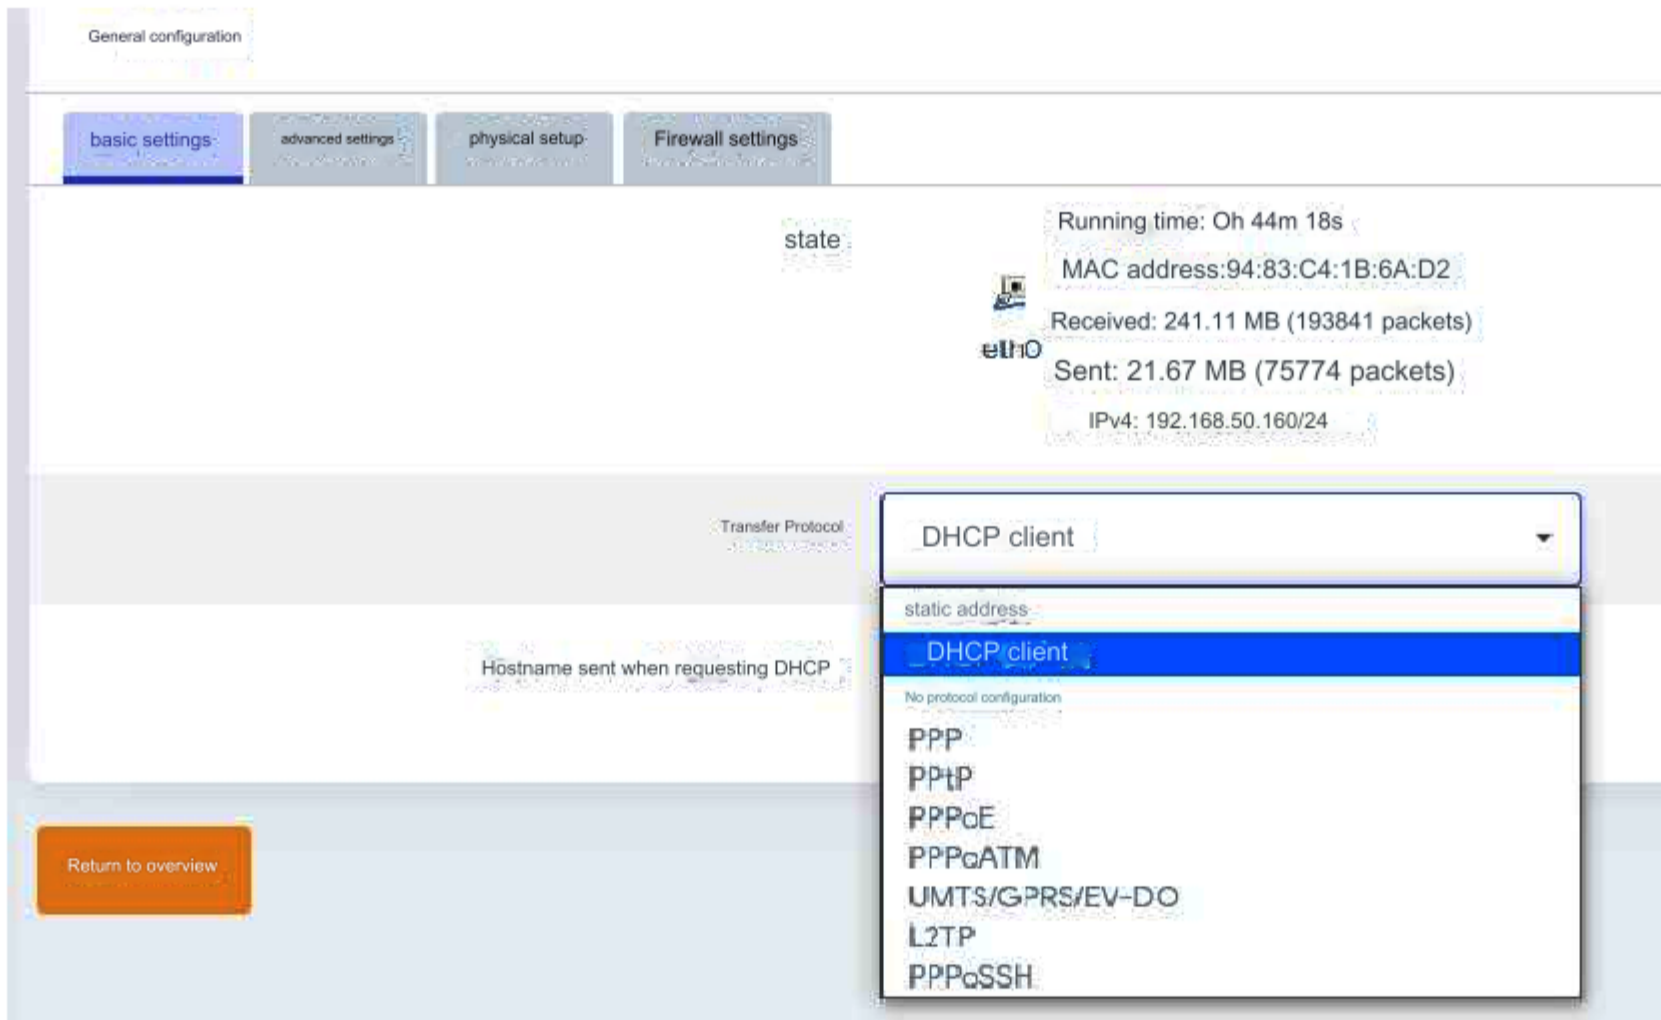 General configuration
basic settings
advanced settings
physical setup
Firewall settings
state
Running time: Oh 44m 18s
MAC address:94:83:C4:1B:6A:D2
Received: 241.11 MB (193841 packets)
eth0
Sent: 21.67 MB (75774 packets)
IPv4: 192.168.50.160/24
Transfer Protocol
DHCP client
static address
DHCP client
Hostname sent when requesting DHCP
No protocol configuration
PPP
PPtP
PPPoE
PPPoATM
UMTS/GPRS/EV-DO
L2TP
PPPoSSH
Return to overview